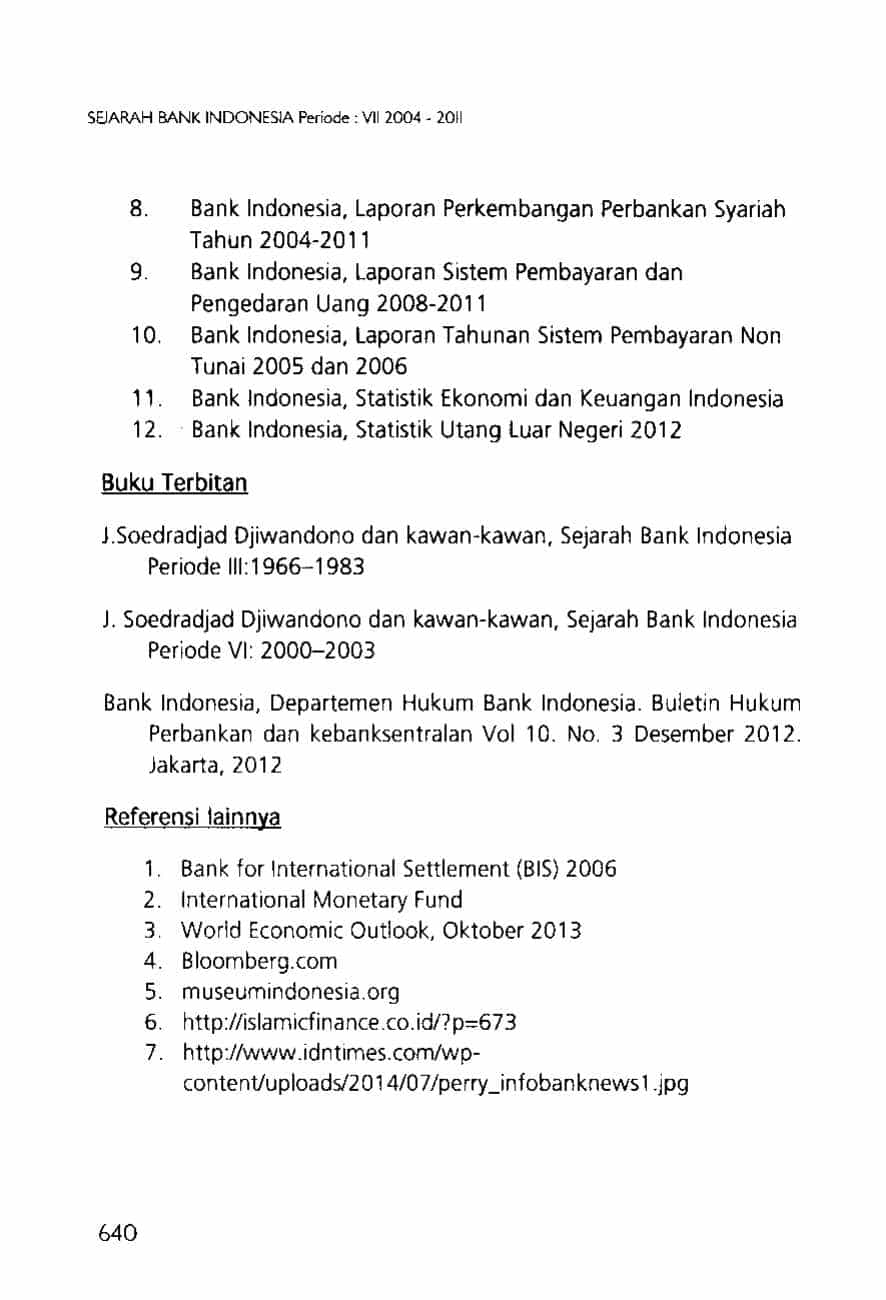 SEJARAH BANK INDONESIA Periode : VII 2004 - 2011
8. Bank Indonesia, Laporan Perkembangan Perbankan Syariah
Tahun 2004-2011
9. Bank Indonesia, Laporan Sistem Pembayaran dan
Pengedaran Uang 2008-2011
10. Bank Indonesia, Laporan Tahunan Sistem Pembayaran Non
Tunai 2005 dan 2006
11. Bank Indonesia, Statistik Ekonomi dan Keuangan Indonesia
12. Bank Indonesia, Statistik Utang Luar Negeri 2012
Buku Terbitan
J.Soedradjad Djiwandono dan kawan-kawan, Sejarah Bank Indonesia
Periode III:1966–1983
J. Soedradjad Djiwandono dan kawan-kawan, Sejarah Bank Indonesia
Periode VI: 2000–2003
Bank Indonesia, Departemen Hukum Bank Indonesia. Buletin Hukum
Perbankan dan kebanksentralan Vol 10. No. 3 Desember 2012.
Jakarta, 2012
Referensi lainnya
1. Bank for International Settlement (BIS) 2006
2. International Monetary Fund
3. World Economic Outlook, Oktober 2013
4. Bloomberg.com
5. museumindonesia.org
6. http://islamicfinance.co.id/?p=673
7. http://www.idntimes.com/wp-
content/uploads/2014/07/perry_infobanknews1.jpg
640